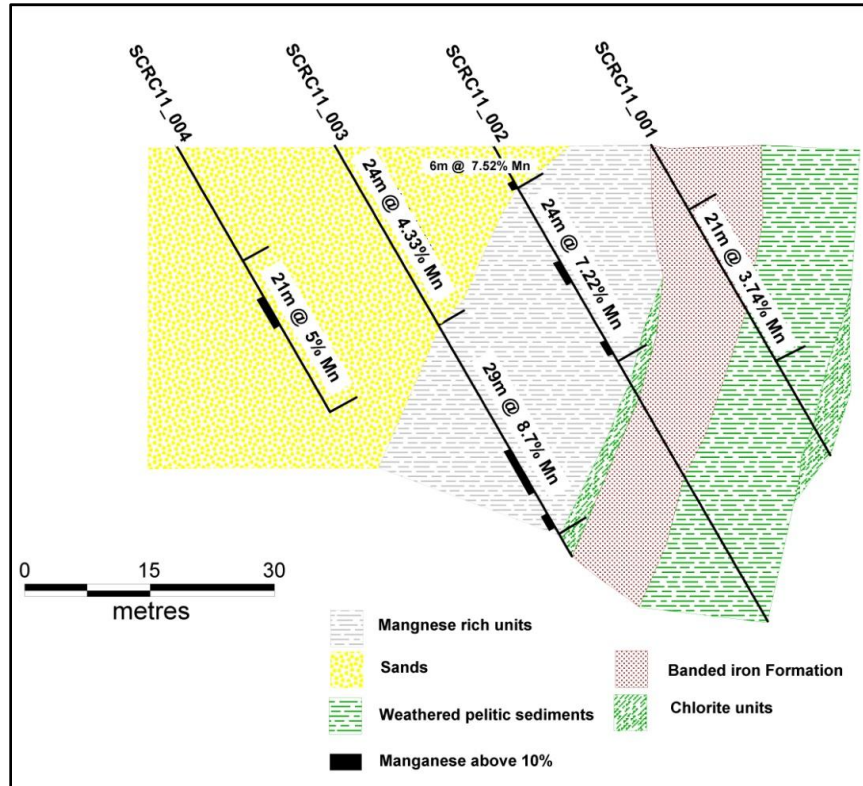 SCRC11_004
SCRC11_003
SCRC11_002
SCRC11_001
6m @ 7.52% Mn
24m @ 4.33% Mn
24m @ 7.22% Mn
21m @ 3.74% Mn
21m @ 5% Mn
29m @ 8.7% Mn
0 15 30
metres
Mangnese rich units
Sands
Banded iron Formation
Weathered pelitic sediments
Chlorite units
Manganese above 10%